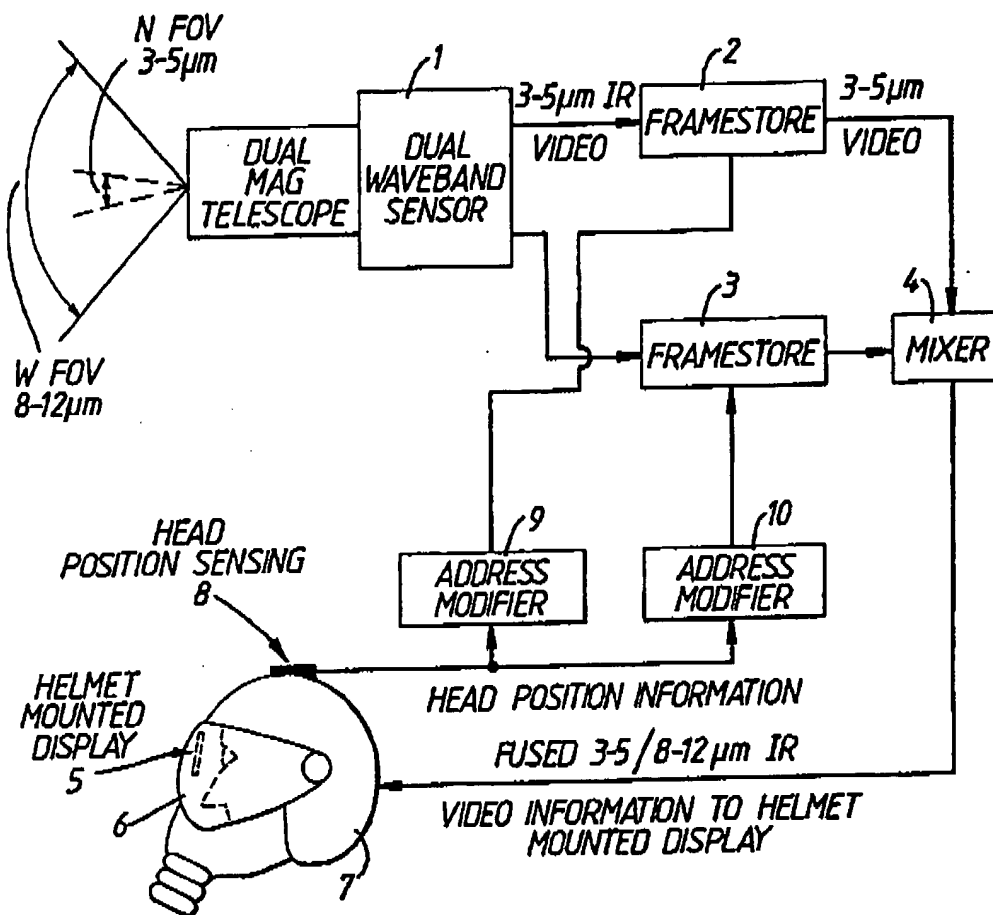 N FOV
3-5µm
1
2
3-5µm IR
VIDEO
FRAMESTORE
3-5µm
VIDEO
DUAL
MAG
TELESCOPE
DUAL
WAVEBAND
SENSOR
3
FRAMESTORE
4
MIXER
W FOV
8-12µm
HEAD
POSITION SENSING
8
9
ADDRESS
MODIFIER
10
ADDRESS
MODIFIER
HELMET
MOUNTED
DISPLAY
5
6
7
HEAD POSITION INFORMATION
FUSED 3-5/8-12µm IR
VIDEO INFORMATION TO HELMET
MOUNTED DISPLAY